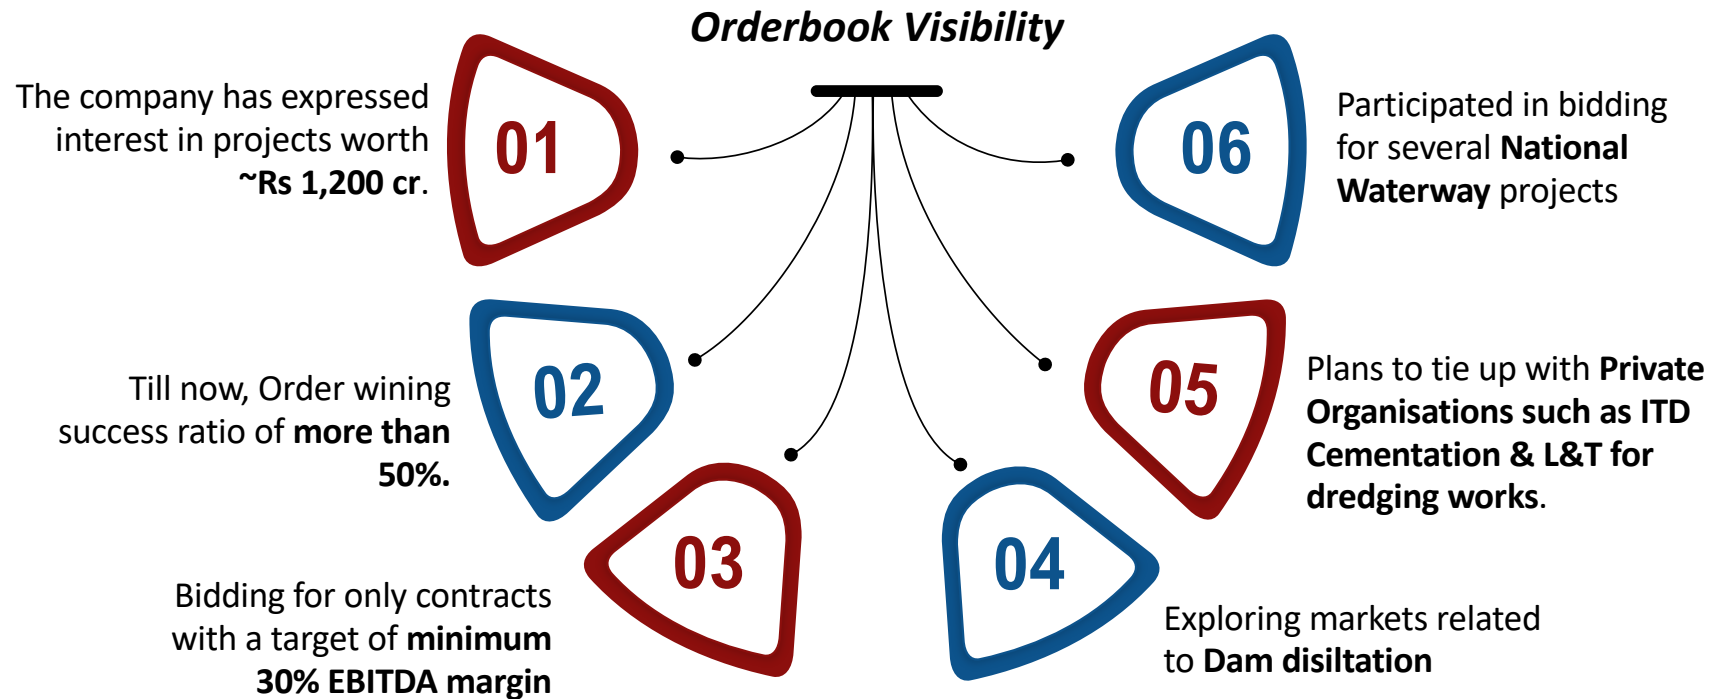 Orderbook Visibility
The company has expressed
interest in projects worth
~Rs 1,200 cr.
01
Till now, Order wining
success ratio of more than
50%.
02
Bidding for only contracts
with a target of minimum
30% EBITDA margin
03
04
Exploring markets related
to Dam disiltation
05
Plans to tie up with Private
Organisations such as ITD
Cementation & L&T for
dredging works.
06
Participated in bidding
for several National
Waterway projects